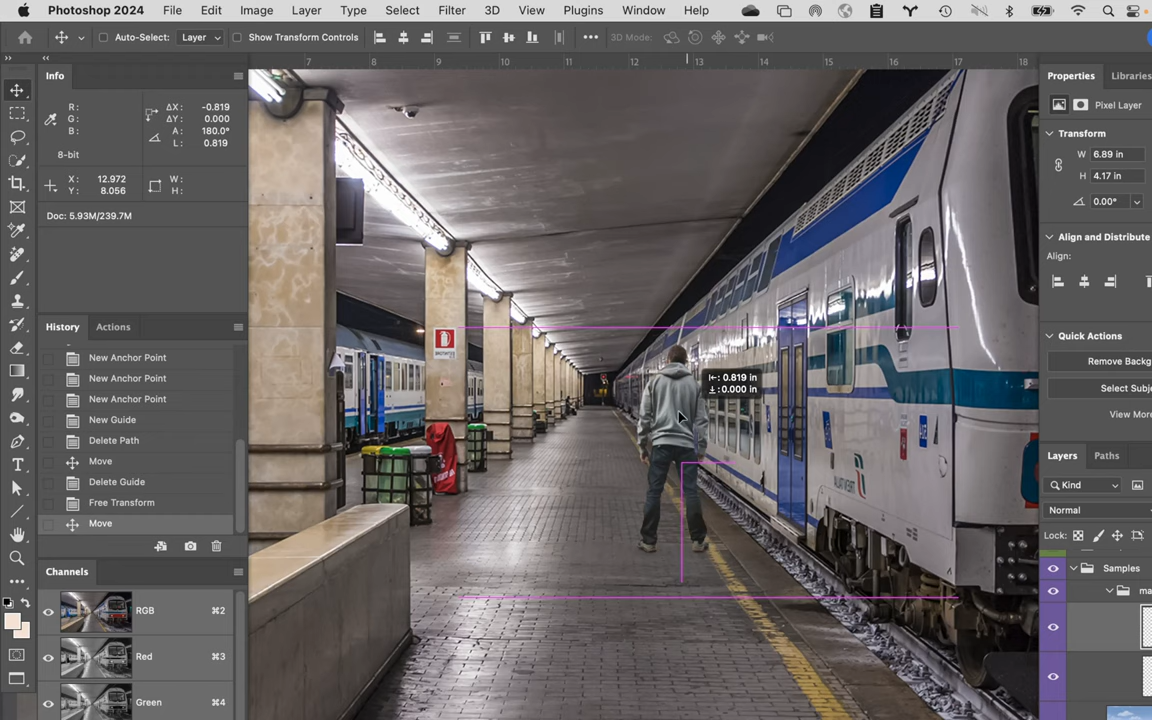 Photoshop 2024 File Edit Image Layer Type Select Filter 3D View Plugins Window Help
Auto-Select: Layer Show Transform Controls 3D Mode:
Info
R: ΔX: -0.819
G: ΔY: 0.000
B: A: 180.0°
L: 0.819
8-bit
X: 12.972 W:
Y: 8.056 H:
Doc: 5.93M/239.7M
History Actions
New Anchor Point
New Anchor Point
New Anchor Point
New Guide
Delete Path
Move
Delete Guide
Free Transform
Move
Channels
RGB ⌘2
Red ⌘3
Green ⌘4
7 8 9 10 11 12 13 14 15 16 17 18
0.819 in
0.000 in
Properties Libraries
Pixel Layer
Transform
W 6.89 in
H 4.17 in
0.00°
Align and Distribute
Align:
Quick Actions
Remove Backg
Select Subje
View More
Layers Paths
Kind
Normal
Lock:
Samples
ma